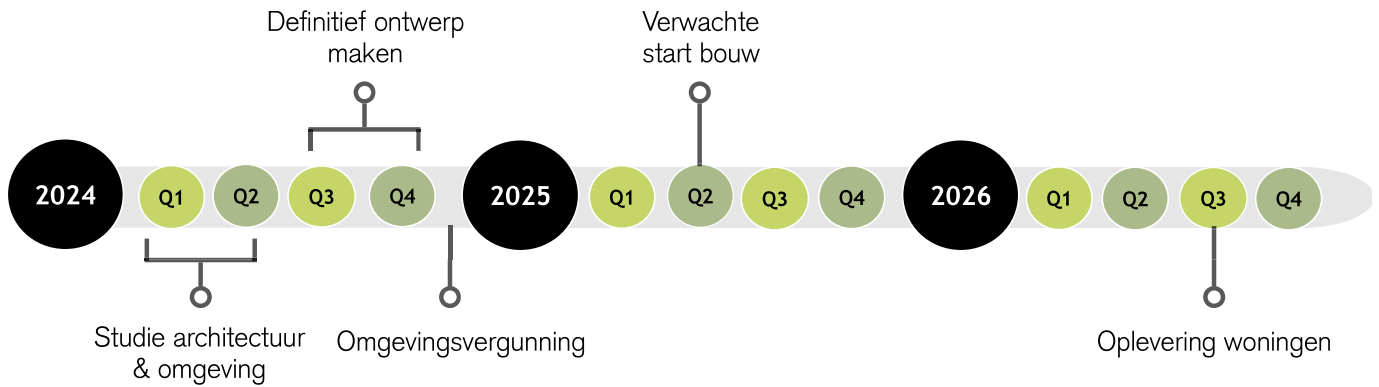 Definitief ontwerp
maken
Verwachte
start bouw
2024 Q1 Q2 Q3 Q4 2025 Q1 Q2 Q3 Q4 2026 Q1 Q2 Q3 Q4
Studie architectuur
& omgeving
Omgevingsvergunning
Oplevering woningen